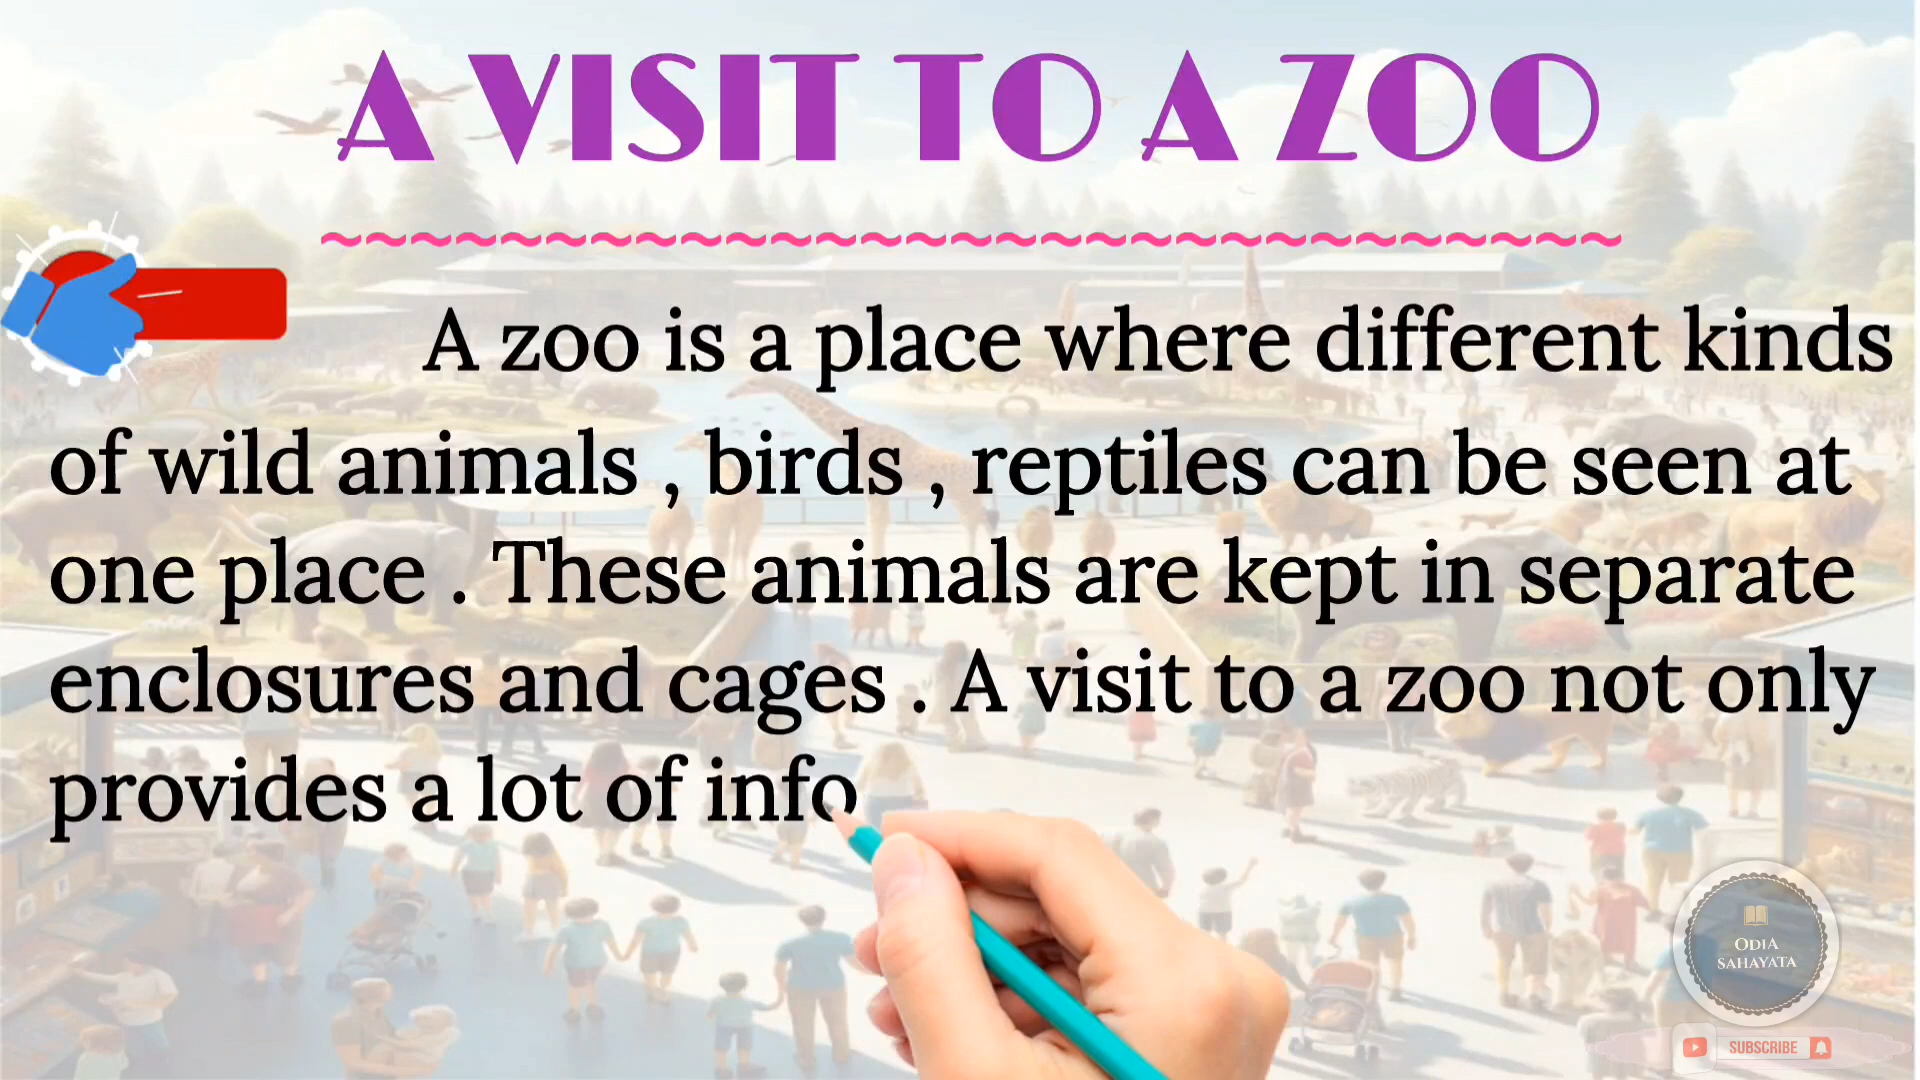 A VISIT TO A ZOO
~~~~~~~~~~~~~~~~~~~~~~~~~~~~~
A zoo is a place where different kinds
of wild animals , birds , reptiles can be seen at
one place . These animals are kept in separate
enclosures and cages . A visit to a zoo not only
provides a lot of info
ODIA
SAHAYATA
SUBSCRIBE